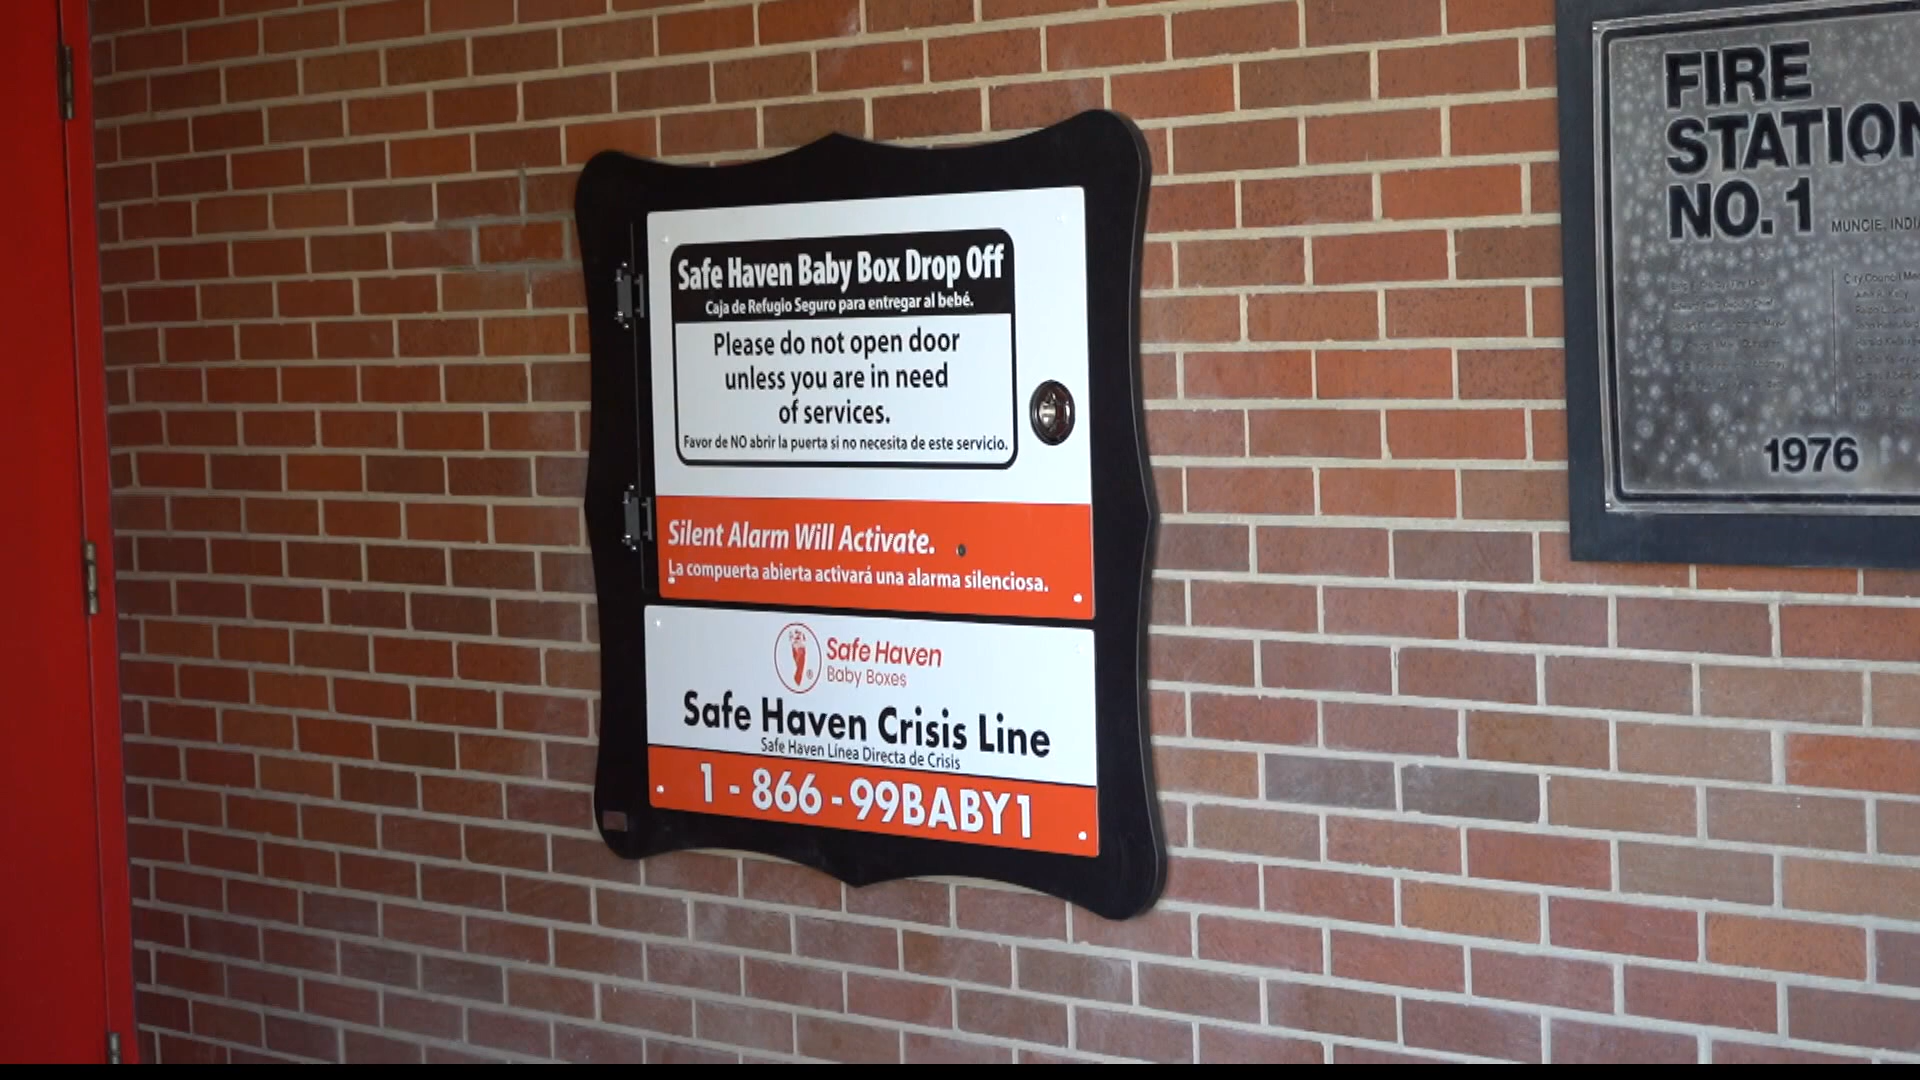 Safe Haven Baby Box Drop Off
Caja de Refugio Seguro para entregar al bebé.
Please do not open door
unless you are in need
of services.
Favor de NO abrir la puerta si no necesita de este servicio.
Silent Alarm Will Activate.
La compuerta abierta activará una alarma silenciosa.
Safe Haven
Baby Boxes
®
Safe Haven Crisis Line
Safe Haven Línea Directa de Crisis
1 - 866 - 99BABY1
FIRE
STATION
NO. 1
MUNCIE, INDI
City Council
1976